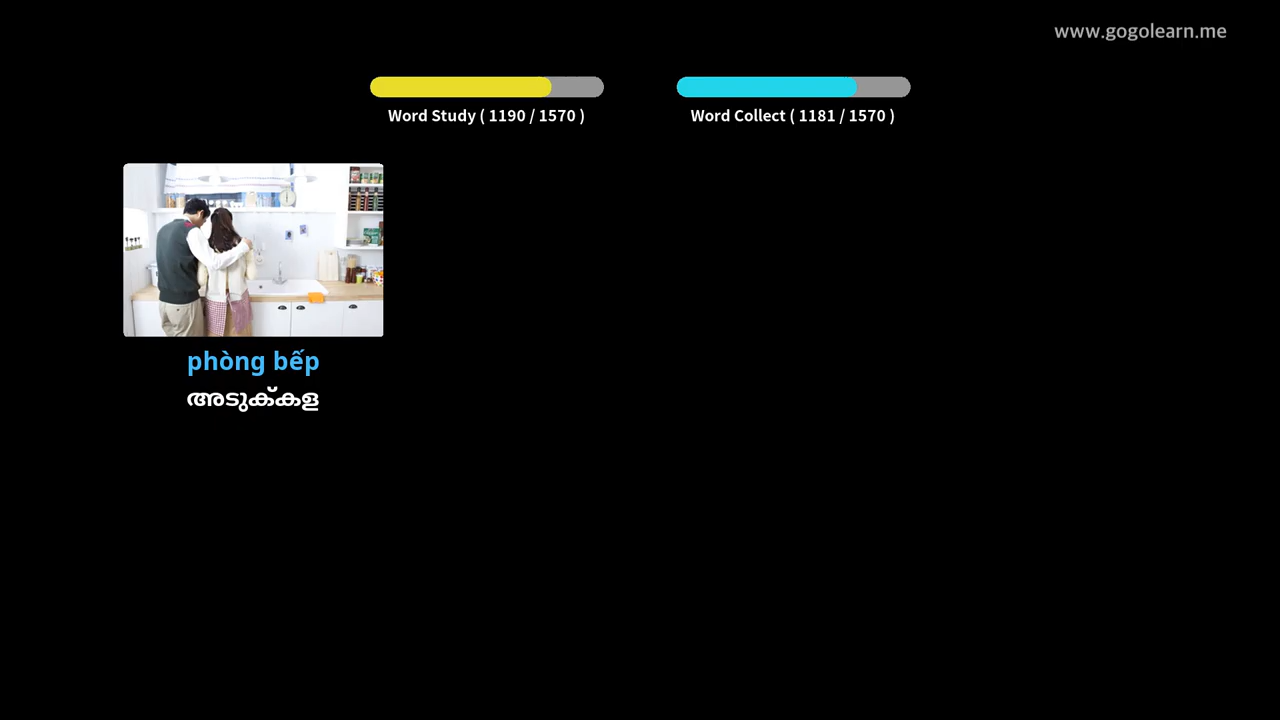 www.gogolearn.me
Word Study ( 1190 / 1570 )
Word Collect ( 1181 / 1570 )
phòng bếp
അടുക്കള